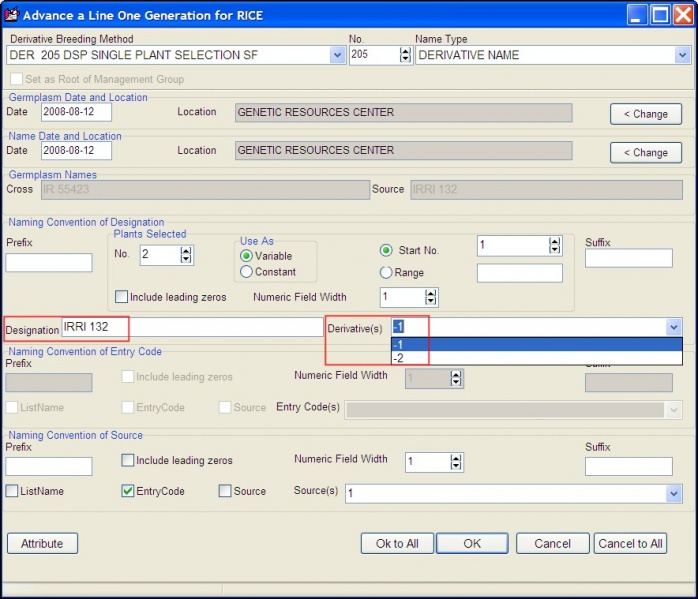 Advance a Line One Generation for RICE
Derivative Breeding Method No. Name Type
DER 205 DSP SINGLE PLANT SELECTION SF 205 DERIVATIVE NAME
Set as Root of Management Group
Germplasm Date and Location
Date 2008-08-12 Location GENETIC RESOURCES CENTER < Change
Name Date and Location
Date 2008-08-12 Location GENETIC RESOURCES CENTER < Change
Germplasm Names
Cross IR 55423 Source IRRI 132
Naming Convention of Designation
Prefix Plants Selected Suffix
No. 2 Use As Variable Constant Start No. 1 Range
Include leading zeros Numeric Field Width 1
Designation IRRI 132 Derivative(s) -1
-1
-2
Naming Convention of Entry Code
Prefix Include leading zeros Numeric Field Width 1
ListName EntryCode Source Entry Code(s)
Naming Convention of Source
Prefix Include leading zeros Numeric Field Width 1 Suffix
ListName EntryCode Source Source(s) 1
Attribute Ok to All OK Cancel Cancel to All